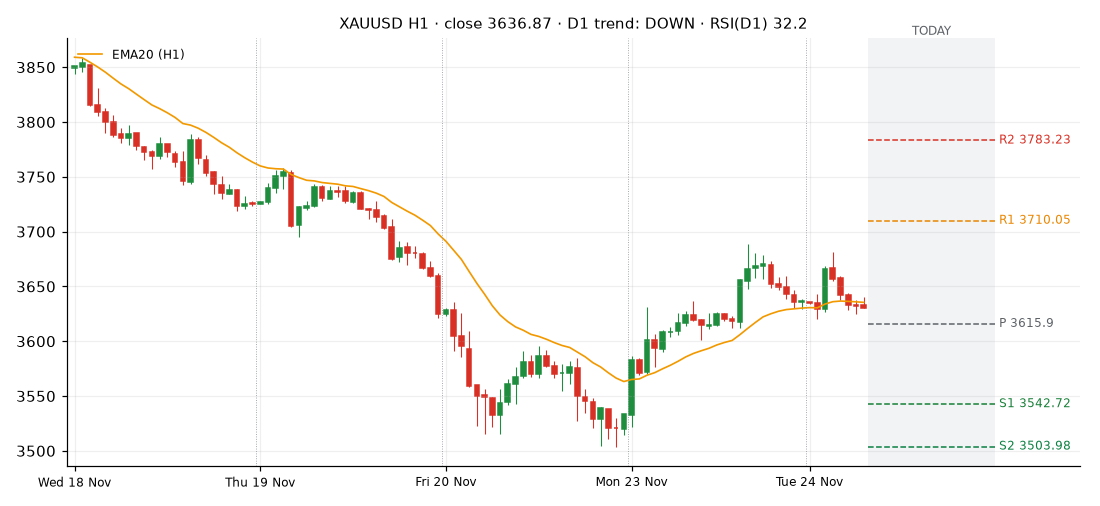 XAUUSD H1 · close 3636.87 · D1 trend: DOWN · RSI(D1) 32.2
TODAY
EMA20 (H1)
3850
3800
3750
3700
3650
3600
3550
3500
R2 3783.23
R1 3710.05
P 3615.9
S1 3542.72
S2 3503.98
Wed 18 Nov
Thu 19 Nov
Fri 20 Nov
Mon 23 Nov
Tue 24 Nov